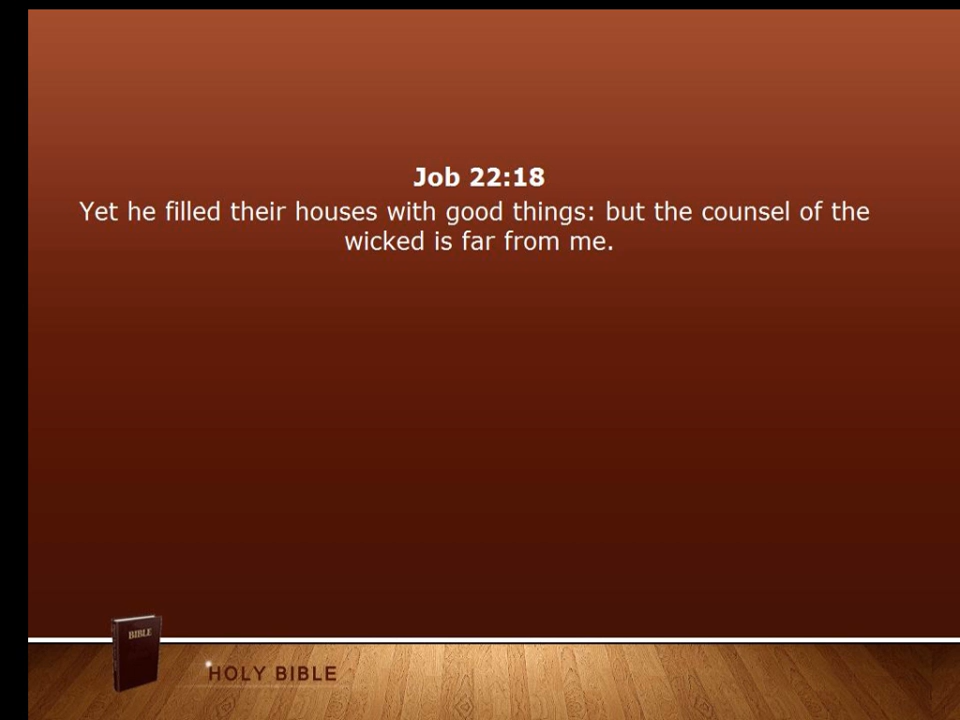 Job 22:18
Yet he filled their houses with good things: but the counsel of the
wicked is far from me.
BIBLE
HOLY BIBLE